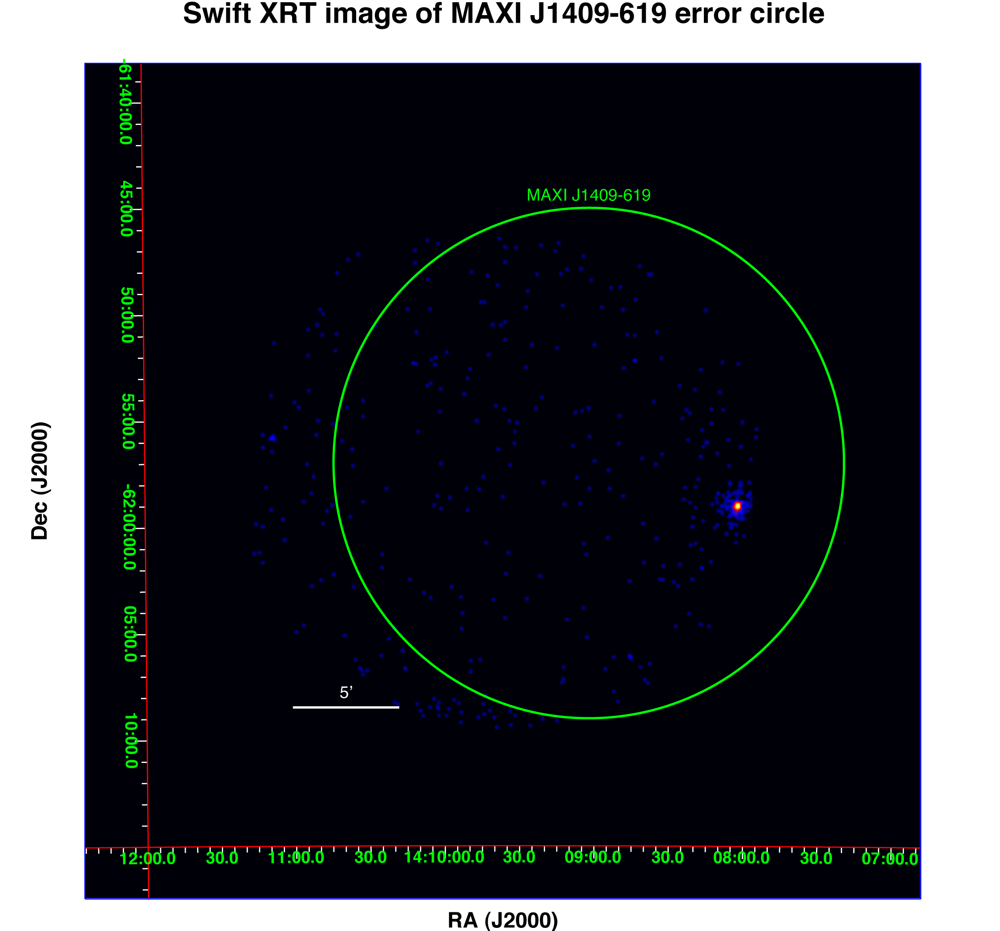 Swift XRT image of MAXI J1409-619 error circle
-61:40:00.0
45:00.0
50:00.0
55:00.0
-62:00:00.0
05:00.0
10:00.0
Dec (J2000)
MAXI J1409-619
5’
12:00.0 30.0 11:00.0 30.0 14:10:00.0 30.0 09:00.0 30.0 08:00.0 30.0 07:00.0
RA (J2000)